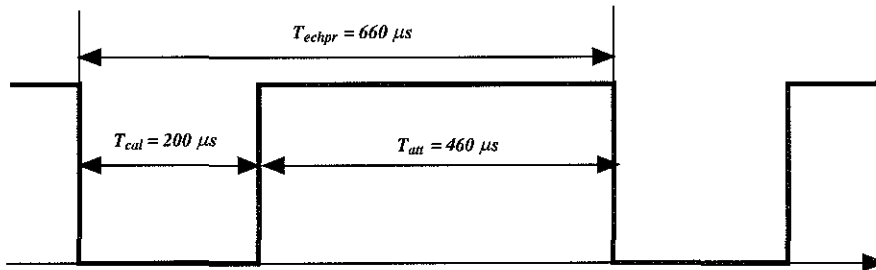 T_echpr = 660 μs
T_cal = 200 μs
T_att = 460 μs